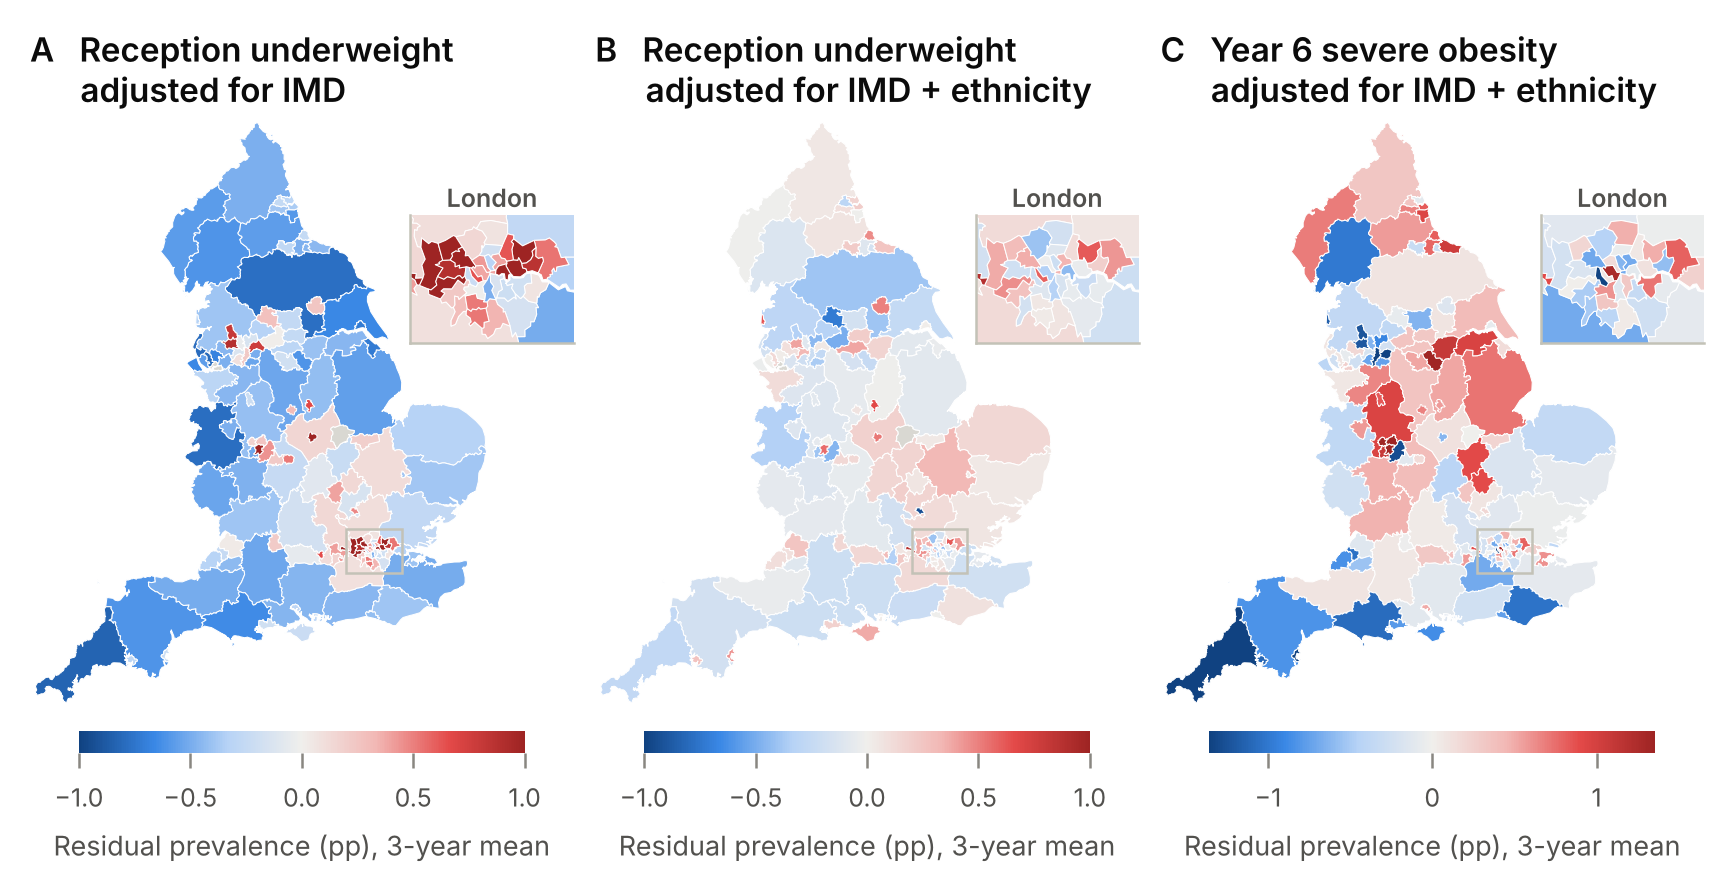 A Reception underweight
adjusted for IMD
London
−1.0 −0.5 0.0 0.5 1.0
Residual prevalence (pp), 3-year mean
B Reception underweight
adjusted for IMD + ethnicity
London
−1.0 −0.5 0.0 0.5 1.0
Residual prevalence (pp), 3-year mean
C Year 6 severe obesity
adjusted for IMD + ethnicity
London
−1 0 1
Residual prevalence (pp), 3-year mean